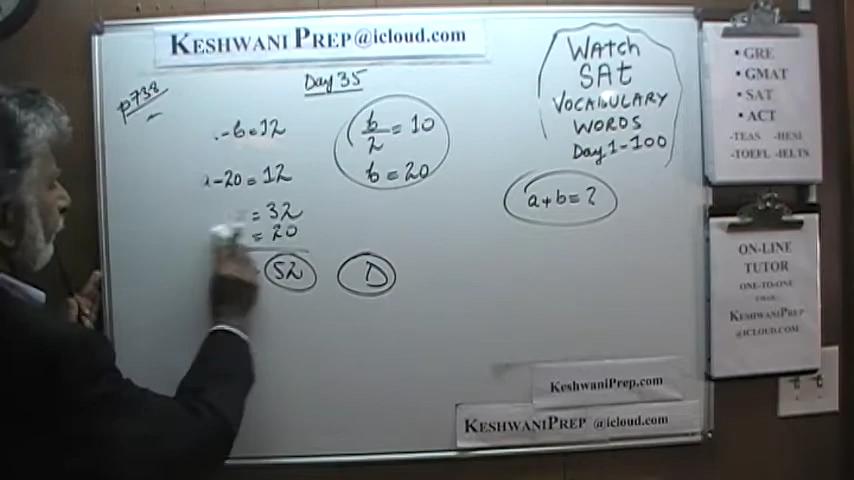 KESHWANI PREP@icloud.com
Day 35
p738
- b = 12
b/2 = 10
- 20 = 12
b = 20
= 32
= 20
52
D
WATCH
SAT
VOCABULARY
WORDS
Day 1-100
a+b= ?
• GRE
• GMAT
• SAT
• ACT
-TEAS -HESI
-TOEFL -IELTS
ON-LINE
TUTOR
ONE-TO-ONE
KESHWANIPREP
@ICLOUD.COM
KeshwaniPrep.com
KESHWANIPREP @icloud.com